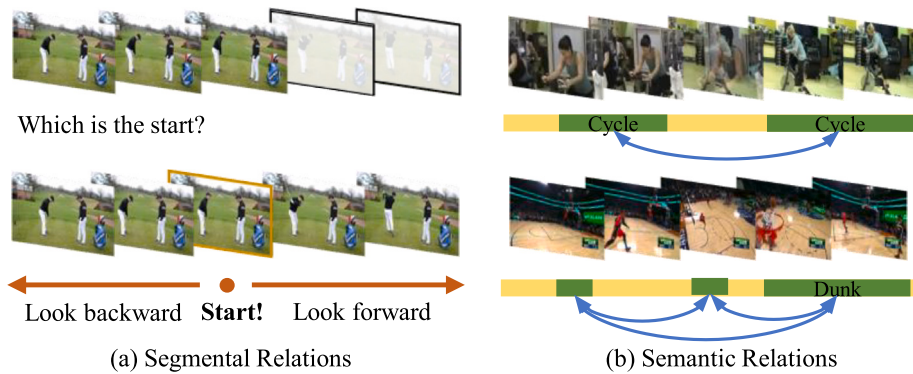 Which is the start?
Look backward Start! Look forward
(a) Segmental Relations
Cycle Cycle
Dunk
(b) Semantic Relations